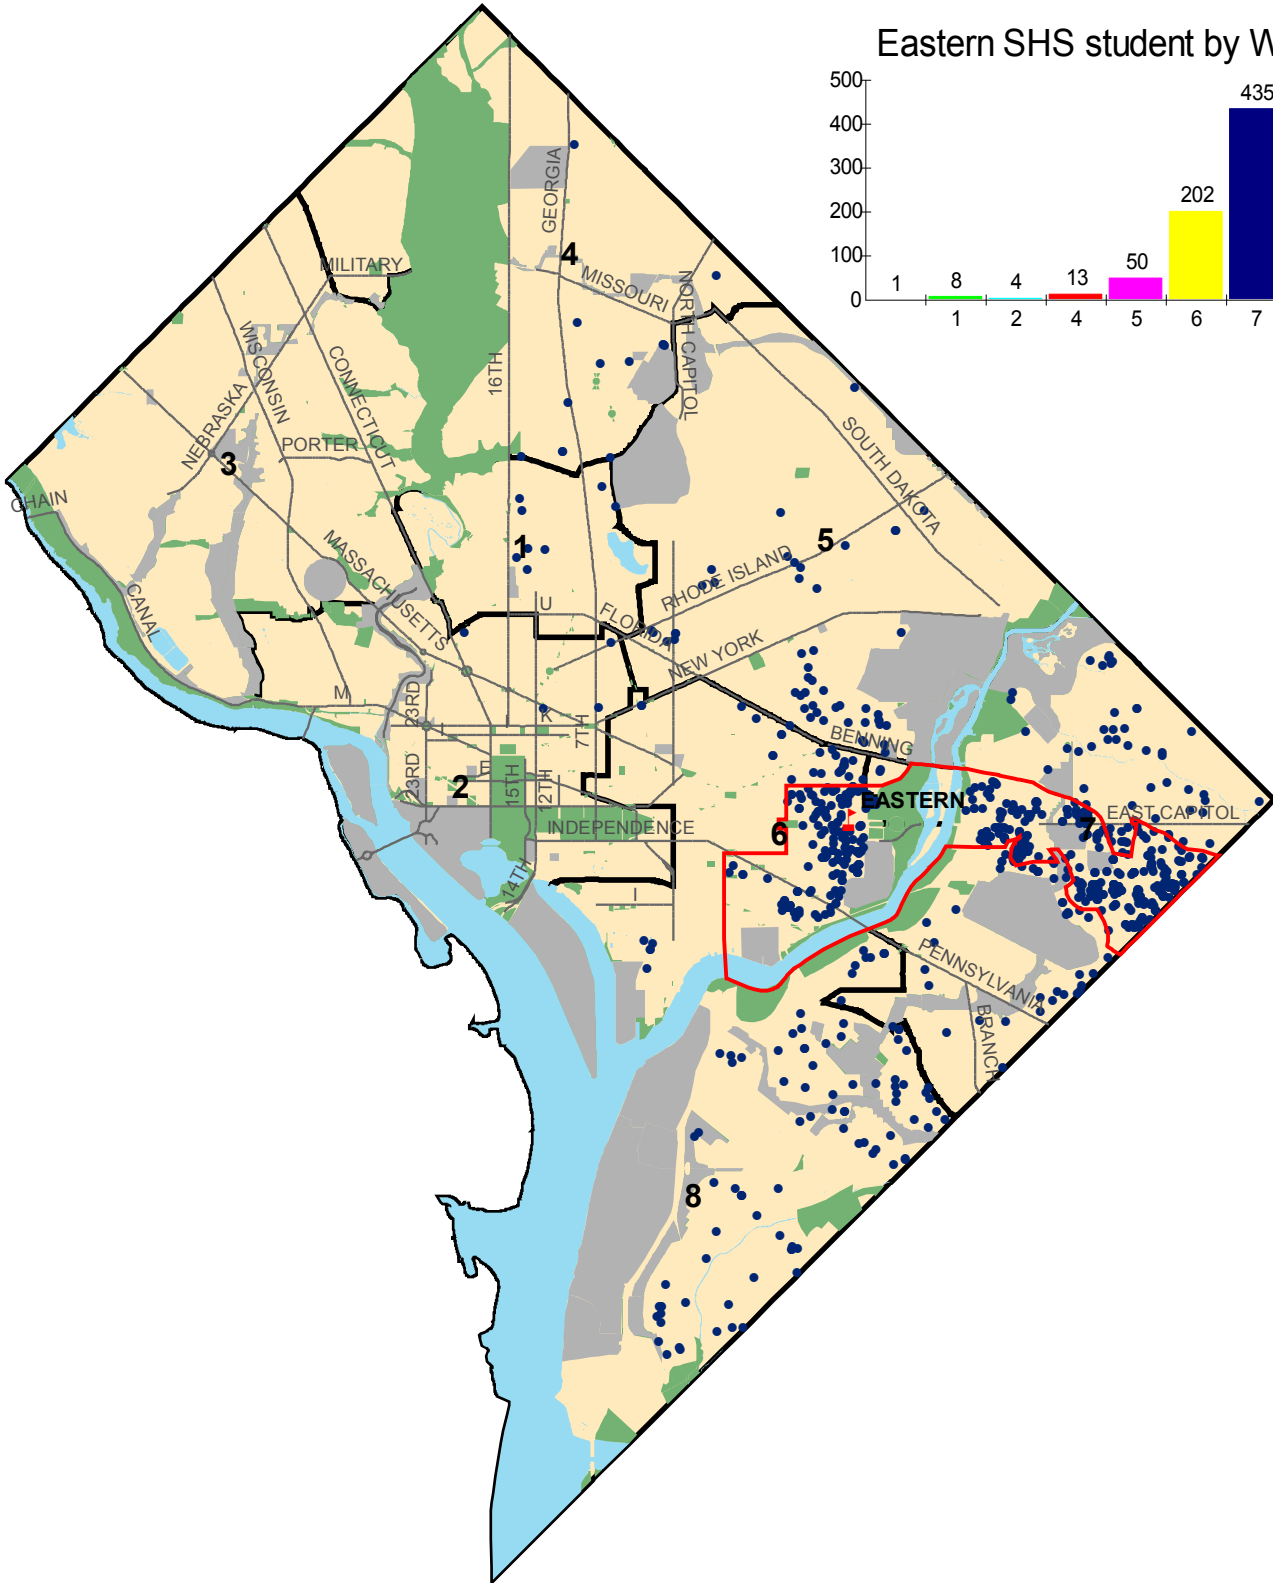 Eastern SHS student by W
500
400
300
200
100
0
1
8
4
13
50
202
435
1
2
4
5
6
7
GEORGIA
4
MILITARY
MISSOURI
NORTH CAPITOL
WISCONSIN
CONNECTICUT
16TH
NEBRASKA
PORTER
3
SOUTH DAKOTA
CHAIN
1
5
MASSACHUSETTS
RHODE ISLAND
CANAL
U
FLORIDA
NEW YORK
M
23RD
K
7TH
BENNING
23RD
E
15TH
12TH
2
EASTERN
INDEPENDENCE
6
7
EAST CAPITOL
14TH
I
PENNSYLVANIA
BRANCH
8